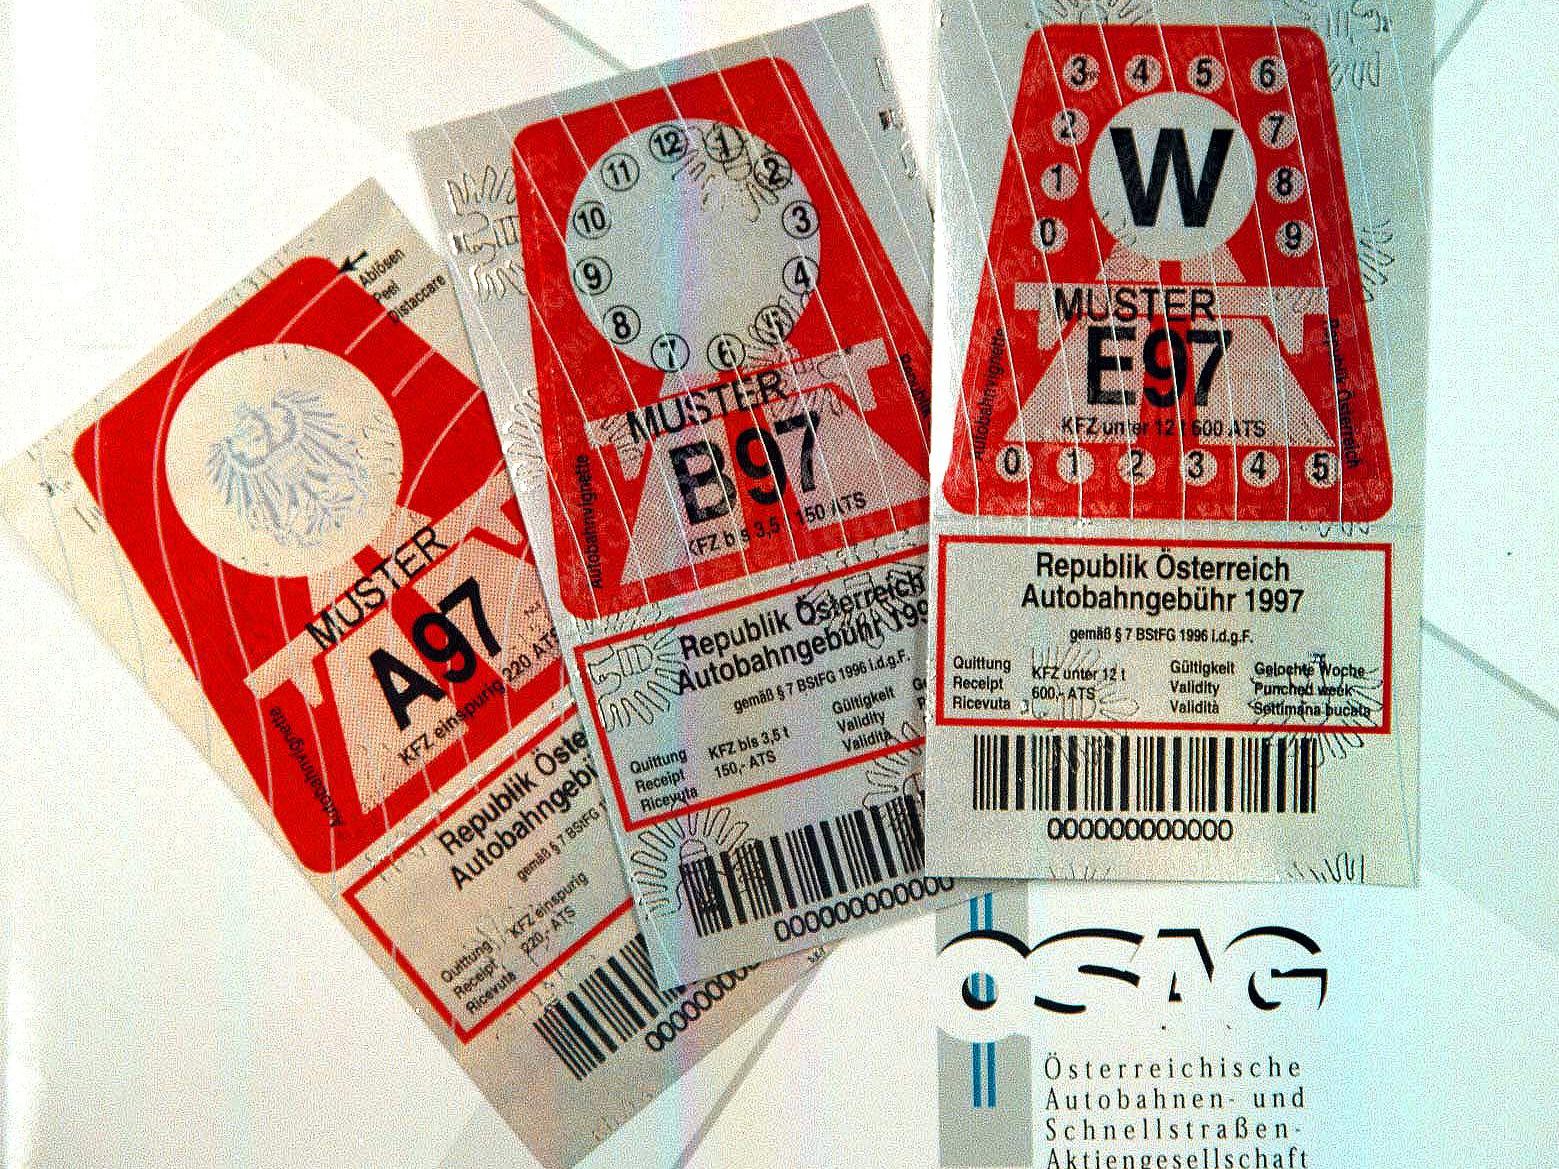 Ablösen
Peel
Distaccare
MUSTER
A97
KFZ einspurig 220 ATS
Autobahnvignette
Republik Öste
Autobahngebü
gemäß § 7 BStFG 1
Quittung
Receipt
Ricevuta
KFZ einspurig
220,- ATS
12
1
2
3
4
5
6
7
8
9
10
11
MUSTER
B97
KFZ bis 3,5 t 150 ATS
Autobahnvignette
Republik
Republik Österreich
Autobahngebühr 199
gemäß § 7 BStFG 1996 i.d.g.F.
Quittung
Receipt
Ricevuta
KFZ bis 3,5 t
150,- ATS
Gültigkeit
Validity
Validità
000000000000
3 4 5 6
2 7
1 8
0 9
W
MUSTER
E97
KFZ unter 12 t 600 ATS
Autobahnvignette
Republik Österreich
0 1 2 3 4 5
Republik Österreich
Autobahngebühr 1997
gemäß § 7 BStFG 1996 i.d.g.F.
Quittung KFZ unter 12 t Gültigkeit Gelochte Woche
Receipt 600,- ATS Validity Punched week
Ricevuta Validità Settimana bucata
0000000000000
ÖSAG
Österreichische
Autobahnen- und
Schnellstraßen-
Aktiengesellschaft